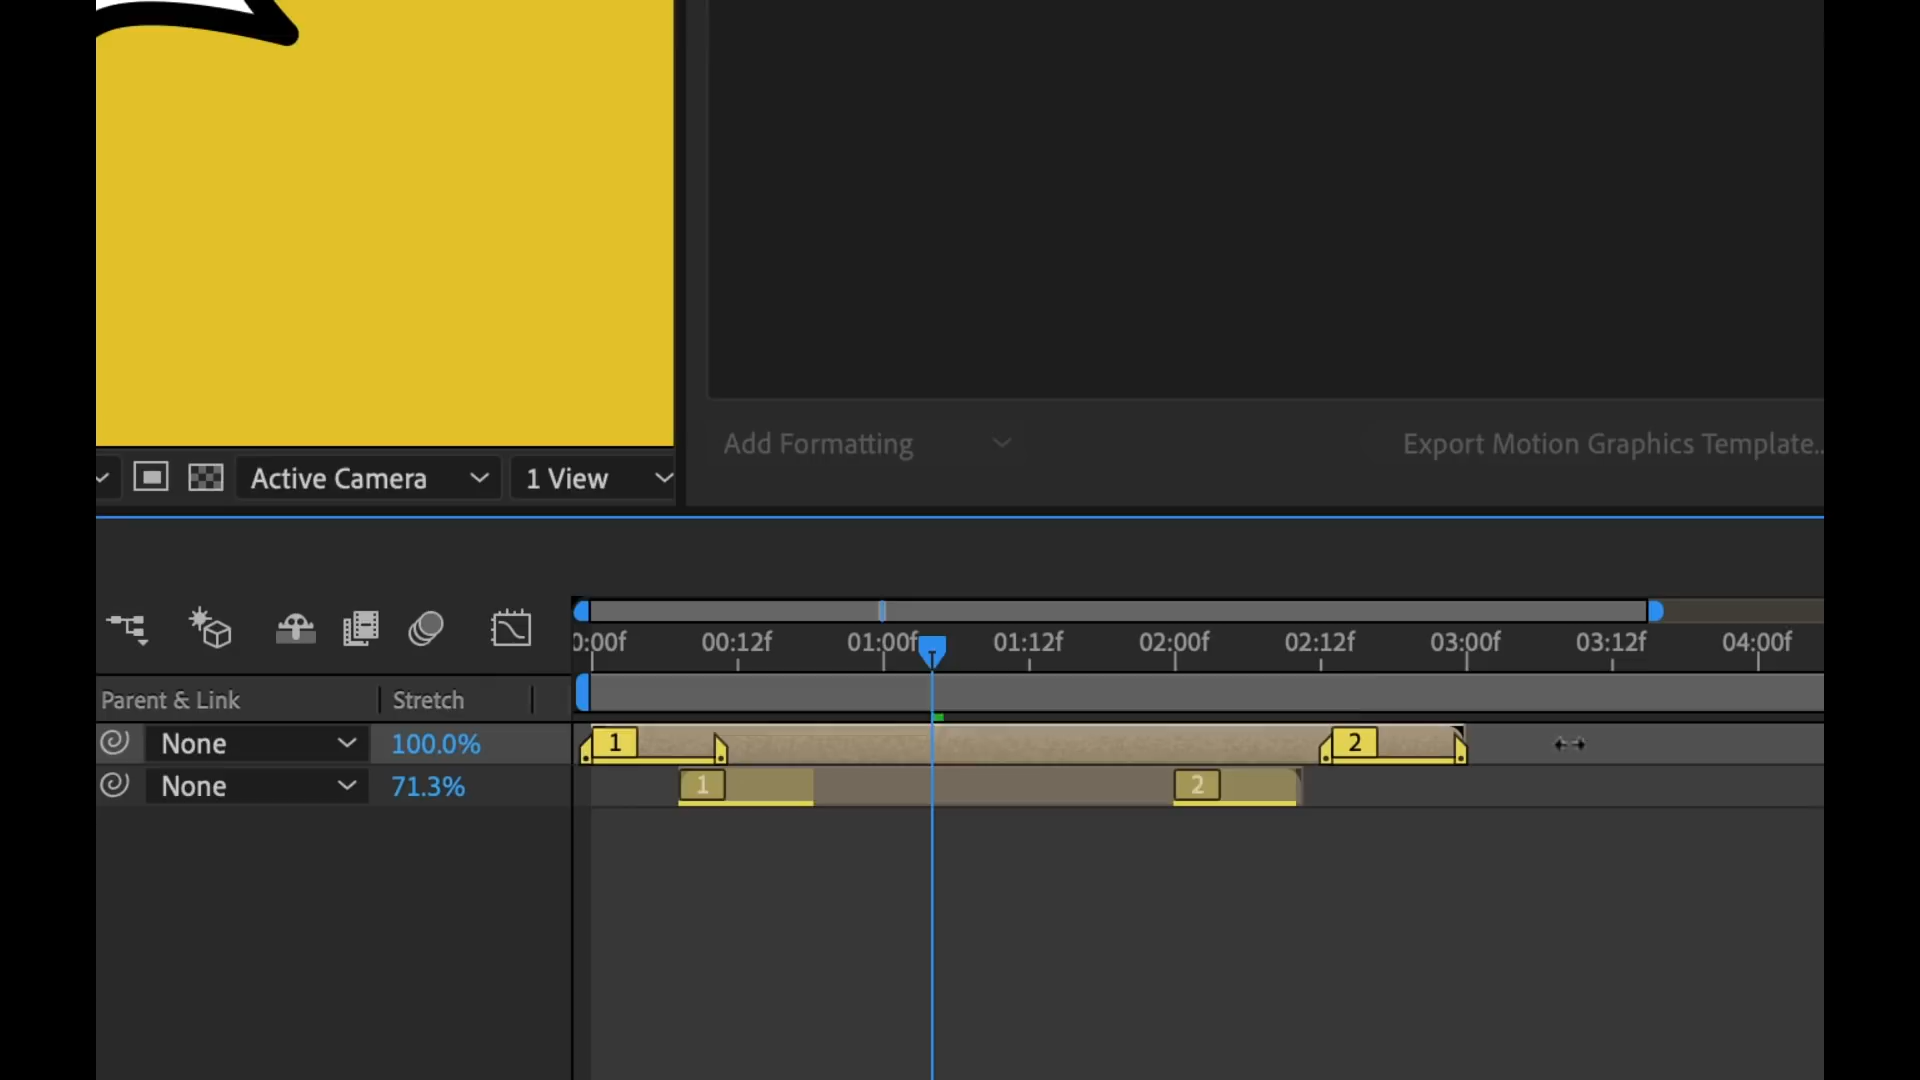 Add Formatting
Export Motion Graphics Template..
Active Camera
1 View
0:00f 00:12f 01:00f 01:12f 02:00f 02:12f 03:00f 03:12f 04:00f
Parent & Link Stretch
None 100.0% 1 2
None 71.3% 1 2